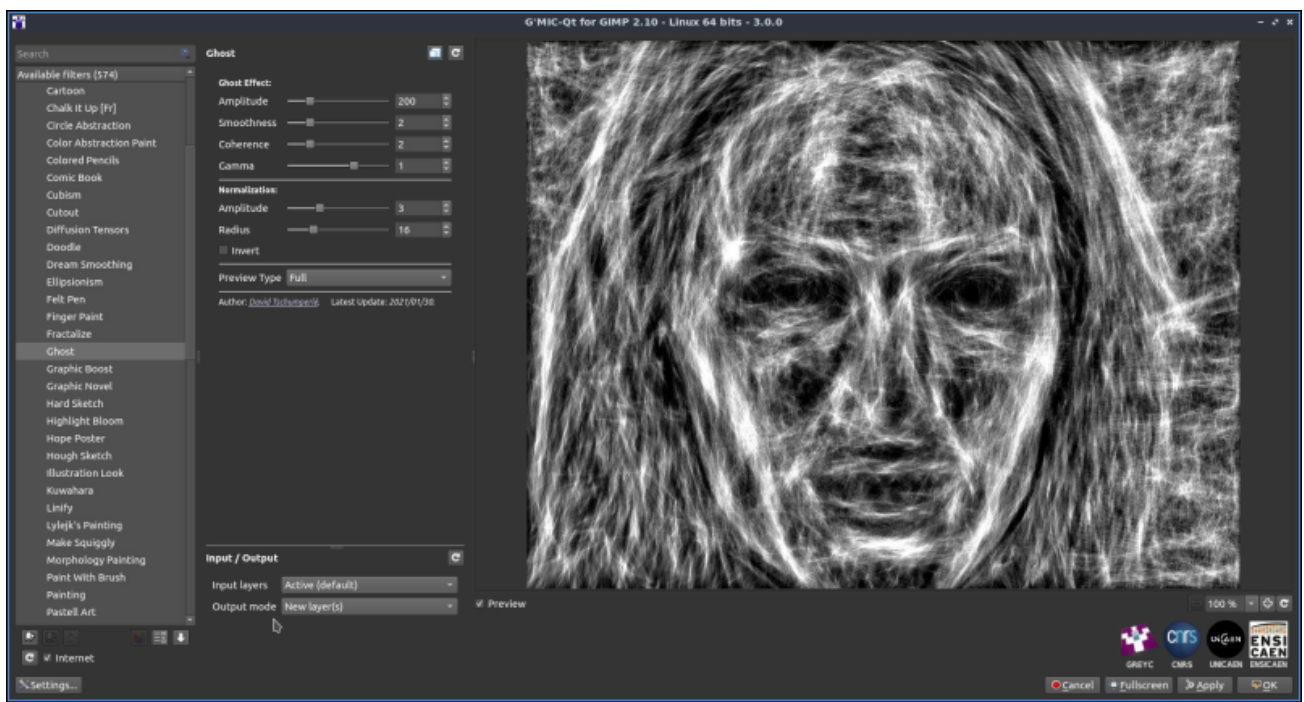 G'MIC-Qt for GIMP 2.10 - Linux 64 bits - 3.0.0
Search
Available filters (574)
Cartoon
Chalk It Up [Fr]
Circle Abstraction
Color Abstraction Paint
Colored Pencils
Comic Book
Cubism
Cutout
Diffusion Tensors
Doodle
Dream Smoothing
Ellipsionism
Felt Pen
Finger Paint
Fractalize
Ghost
Graphic Boost
Graphic Novel
Hard Sketch
Highlight Bloom
Hope Poster
Hough Sketch
Illustration Look
Kuwahara
Linify
Lylejk's Painting
Make Squiggly
Morphology Painting
Paint With Brush
Painting
Pastell Art
Internet
Settings...
Ghost
Ghost Effect:
Amplitude 200
Smoothness 2
Coherence 2
Gamma 1
Normalization:
Amplitude 3
Radius 16
Invert
Preview Type Full
Author: David Tschumperlé. Latest Update: 2021/01/30.
Input / Output
Input layers Active (default)
Output mode New layer(s)
Preview
100 %
CNRS
UNICAEN
ENSI
CAEN
GREYC CNRS UNICAEN ENSICAEN
Cancel Fullscreen Apply OK